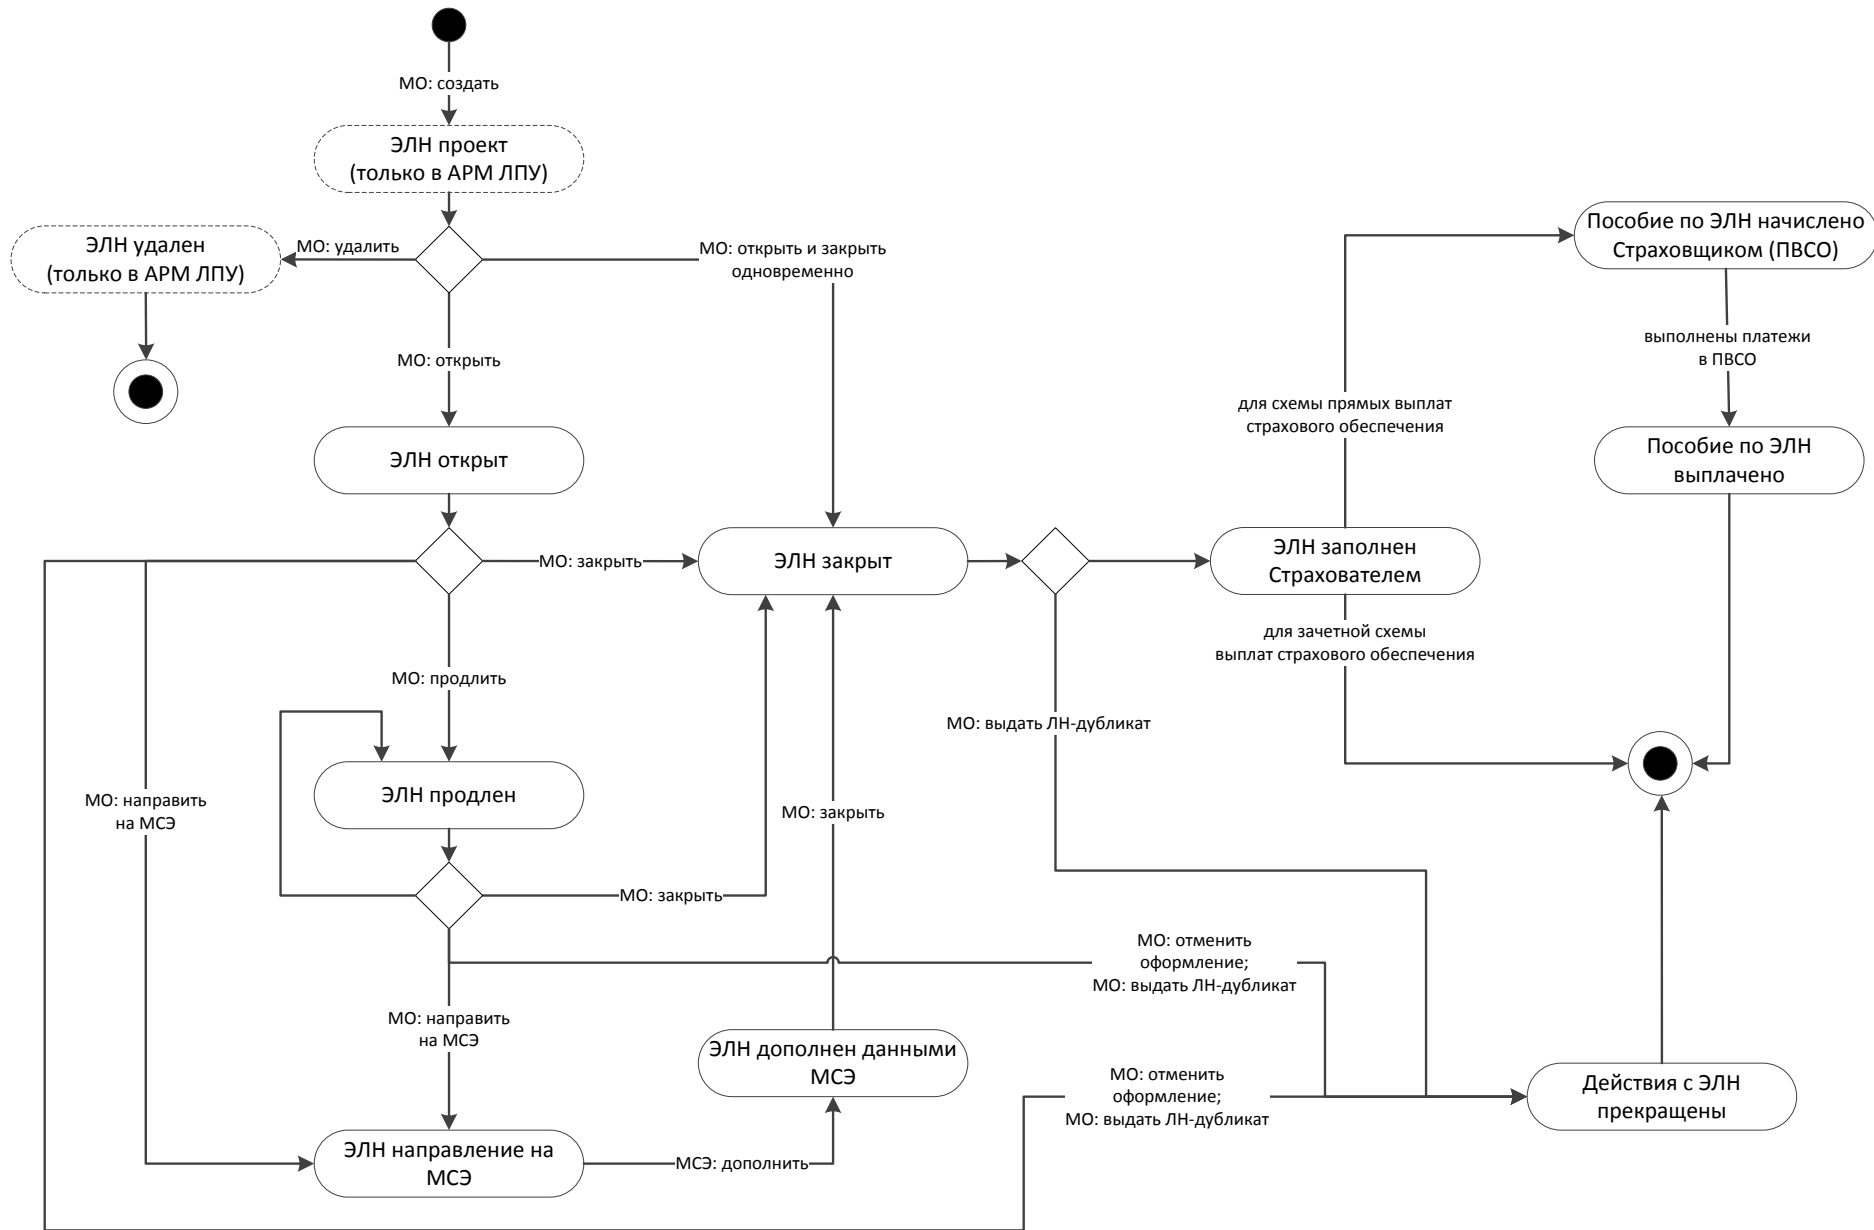 МО: создать
ЭЛН проект
(только в АРМ ЛПУ)
ЭЛН удален
(только в АРМ ЛПУ)
МО: удалить
МО: открыть и закрыть
одновременно
Пособие по ЭЛН начислено
Страховщиком (ПВСО)
МО: открыть
выполнены платежи
в ПВСО
для схемы прямых выплат
страхового обеспечения
ЭЛН открыт
Пособие по ЭЛН
выплачено
МО: закрыть
ЭЛН закрыт
ЭЛН заполнен
Страхователем
для зачетной схемы
выплат страхового обеспечения
МО: продлить
МО: выдать ЛН-дубликат
ЭЛН продлен
МО: направить
на МСЭ
МО: закрыть
МО: закрыть
МО: отменить
оформление;
МО: выдать ЛН-дубликат
МО: направить
на МСЭ
ЭЛН дополнен данными
МСЭ
МО: отменить
оформление;
МО: выдать ЛН-дубликат
Действия с ЭЛН
прекращены
ЭЛН направление на
МСЭ
МСЭ: дополнить